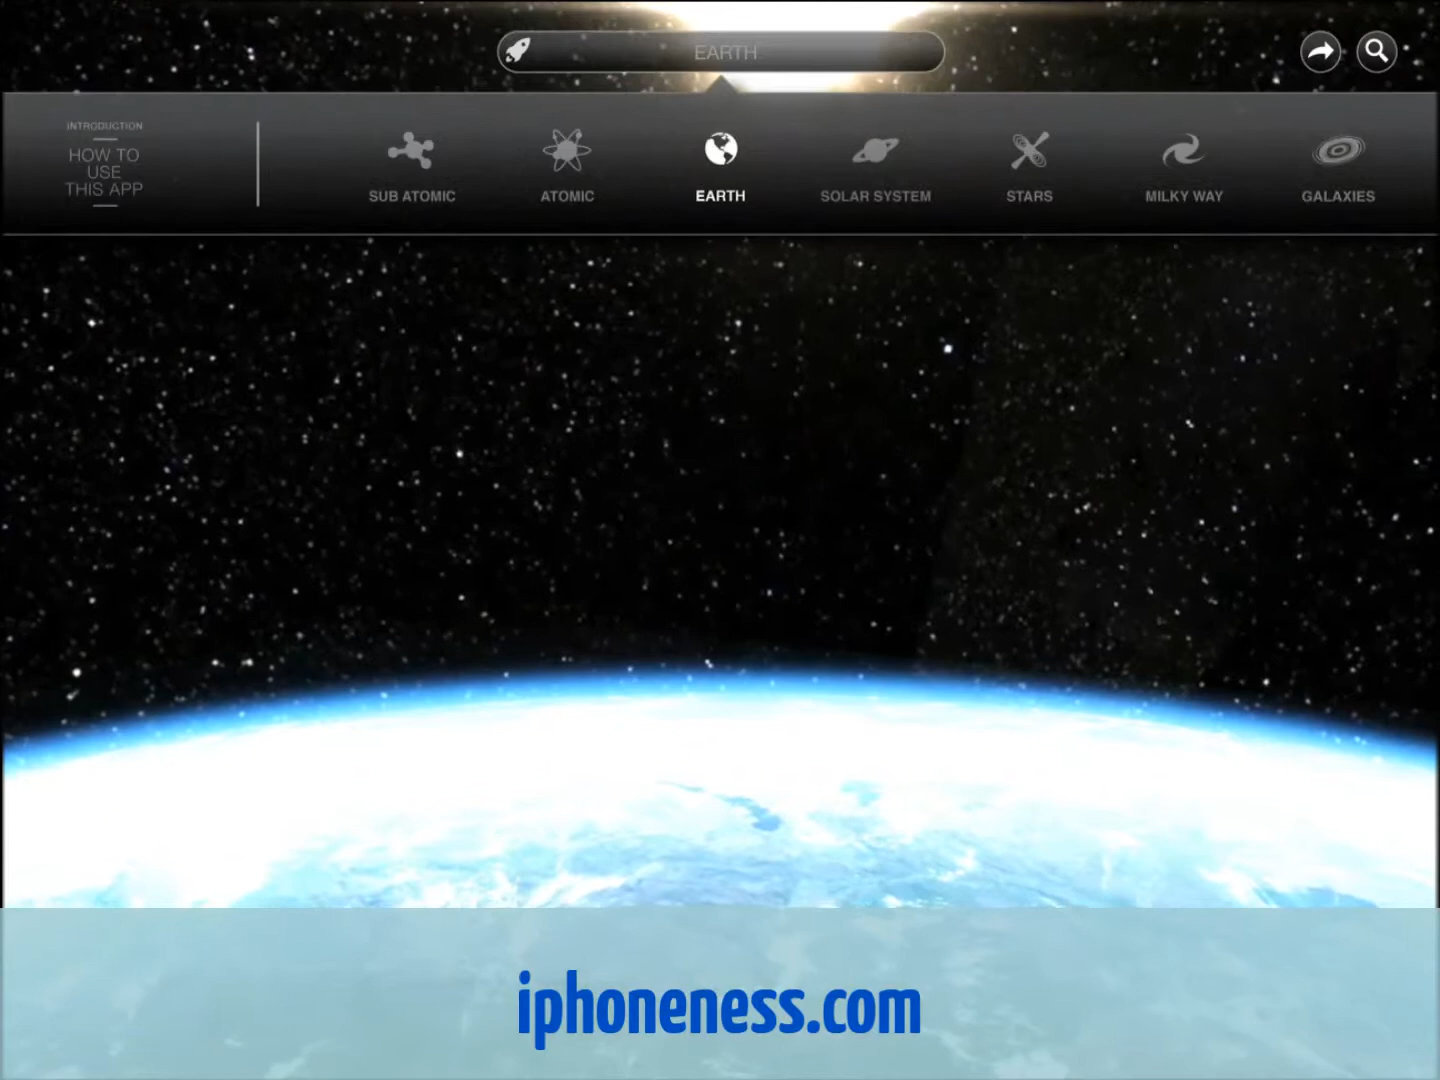 EARTH
INTRODUCTION
HOW TO
USE
THIS APP
SUB ATOMIC
ATOMIC
EARTH
SOLAR SYSTEM
STARS
MILKY WAY
GALAXIES
iphoneness.com